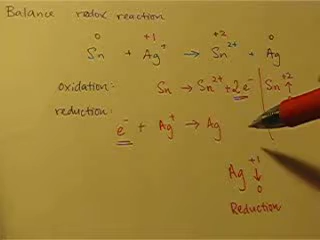 Balance redox reaction
0 +1 +2 0
Sn + Ag⁺ → Sn²⁺ + Ag
oxidation: Sn → Sn²⁺ + 2e⁻ Sn +2 ↑
reduction: e⁻ + Ag⁺ → Ag
Ag +1 ↓ 0
Reduction